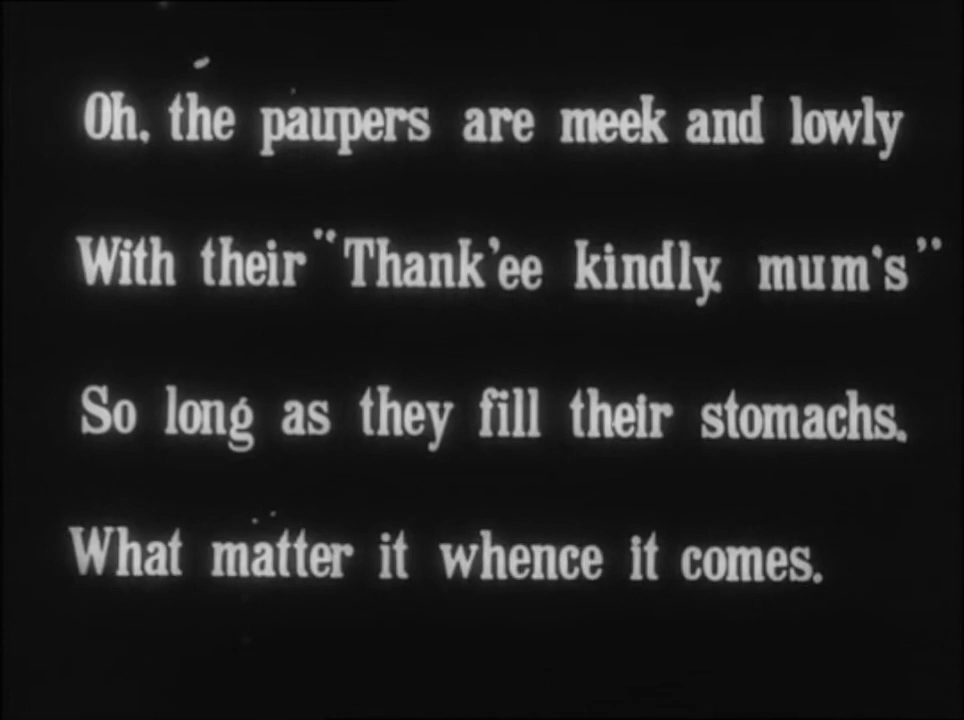 Oh, the paupers are meek and lowly
With their "Thank'ee kindly, mum's"
So long as they fill their stomachs.
What matter it whence it comes.